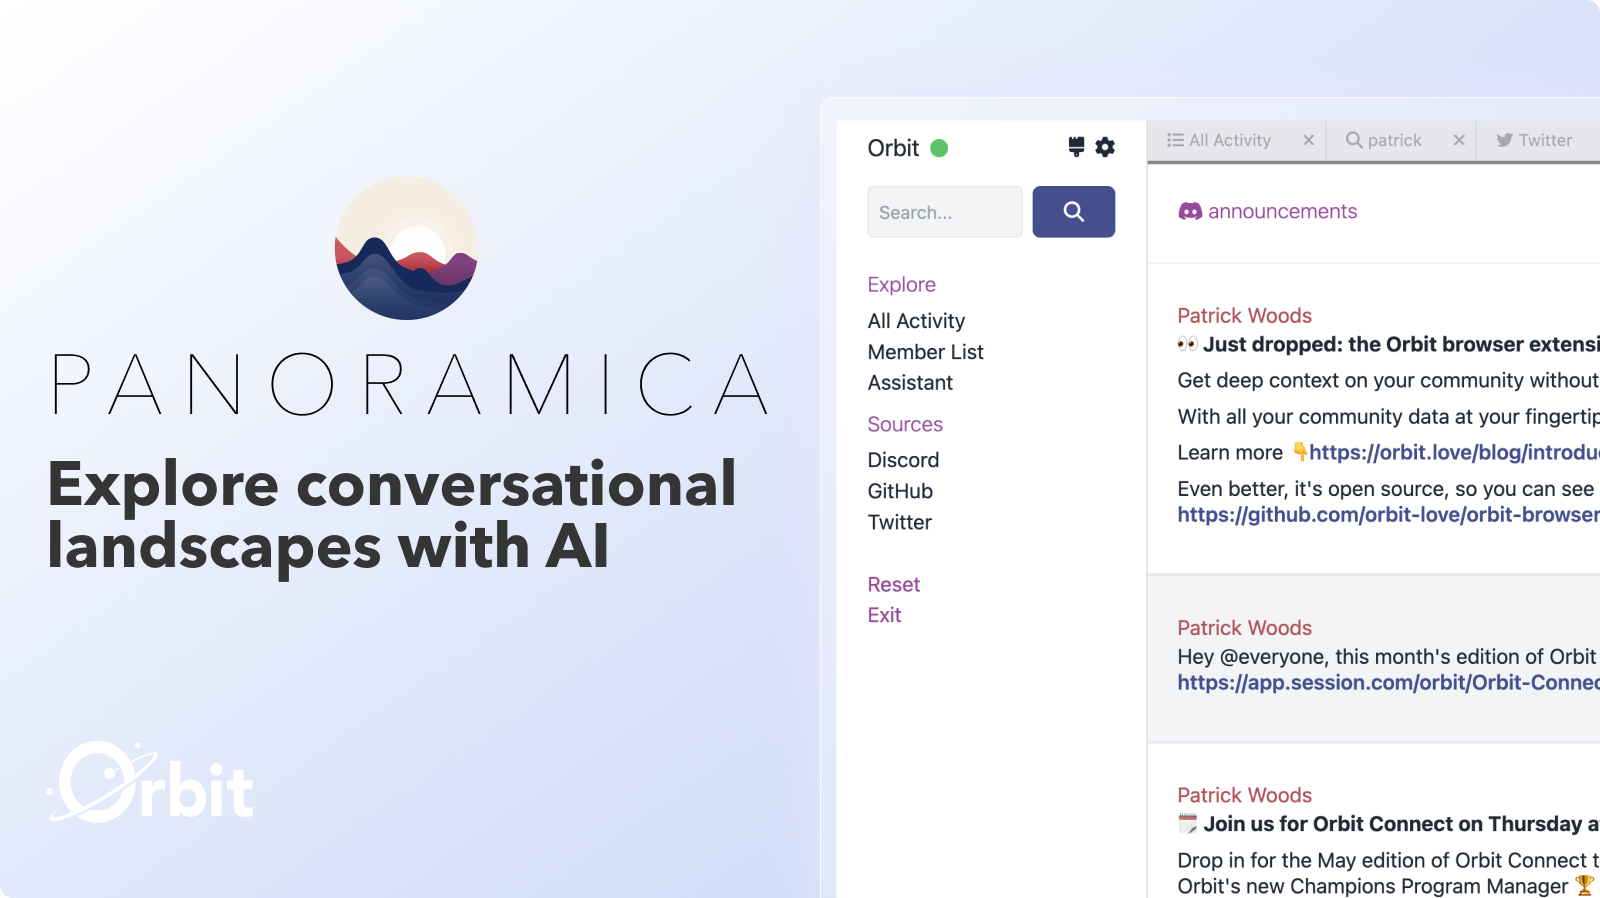 PANORAMICA
Explore conversational
landscapes with AI
Orbit
Orbit
Search...
Explore
All Activity
Member List
Assistant
Sources
Discord
GitHub
Twitter
Reset
Exit
All Activity
patrick
Twitter
announcements
Patrick Woods
👀 Just dropped: the Orbit browser extensi
Get deep context on your community without
With all your community data at your fingertip
Learn more 👇https://orbit.love/blog/introdu
Even better, it's open source, so you can see
https://github.com/orbit-love/orbit-browser
Patrick Woods
Hey @everyone, this month's edition of Orbit
https://app.session.com/orbit/Orbit-Connec
Patrick Woods
🗓️ Join us for Orbit Connect on Thursday a
Drop in for the May edition of Orbit Connect t
Orbit's new Champions Program Manager 🏆